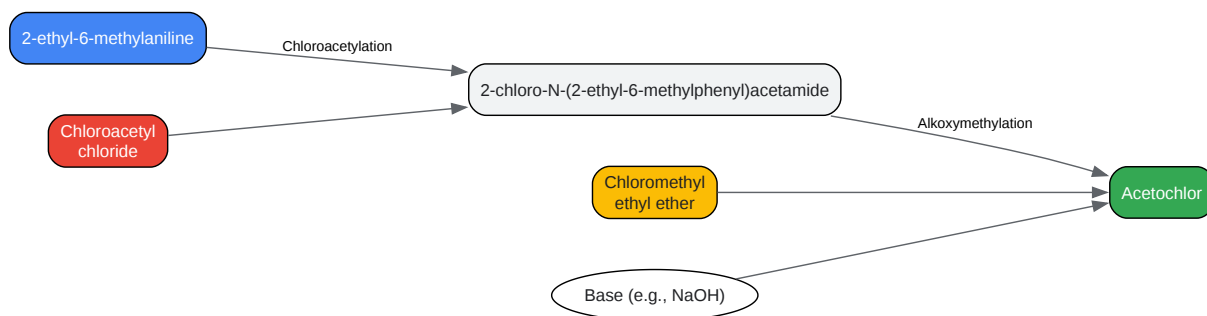 2-ethyl-6-methylaniline
Chloroacetylation
Chloroacetyl
chloride
2-chloro-N-(2-ethyl-6-methylphenyl)acetamide
Alkoxymethylation
Chloromethyl
ethyl ether
Acetochlor
Base (e.g., NaOH)